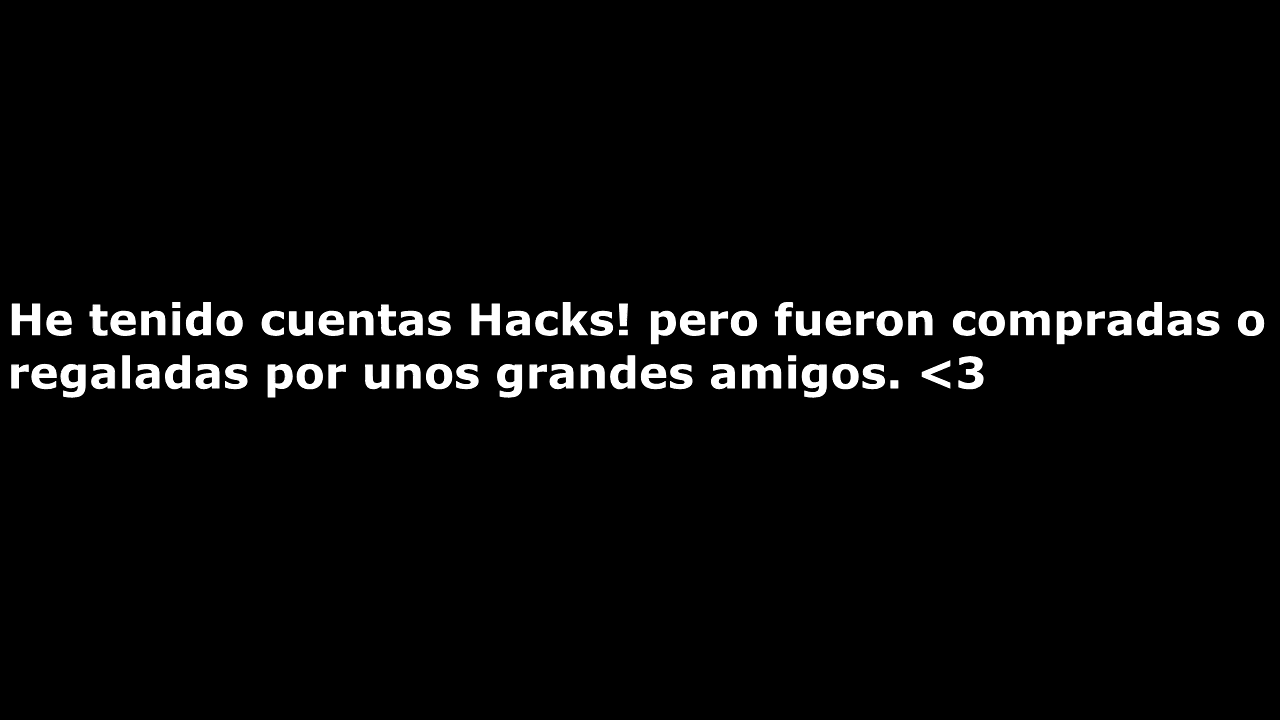 He tenido cuentas Hacks! pero fueron compradas o
regaladas por unos grandes amigos. <3